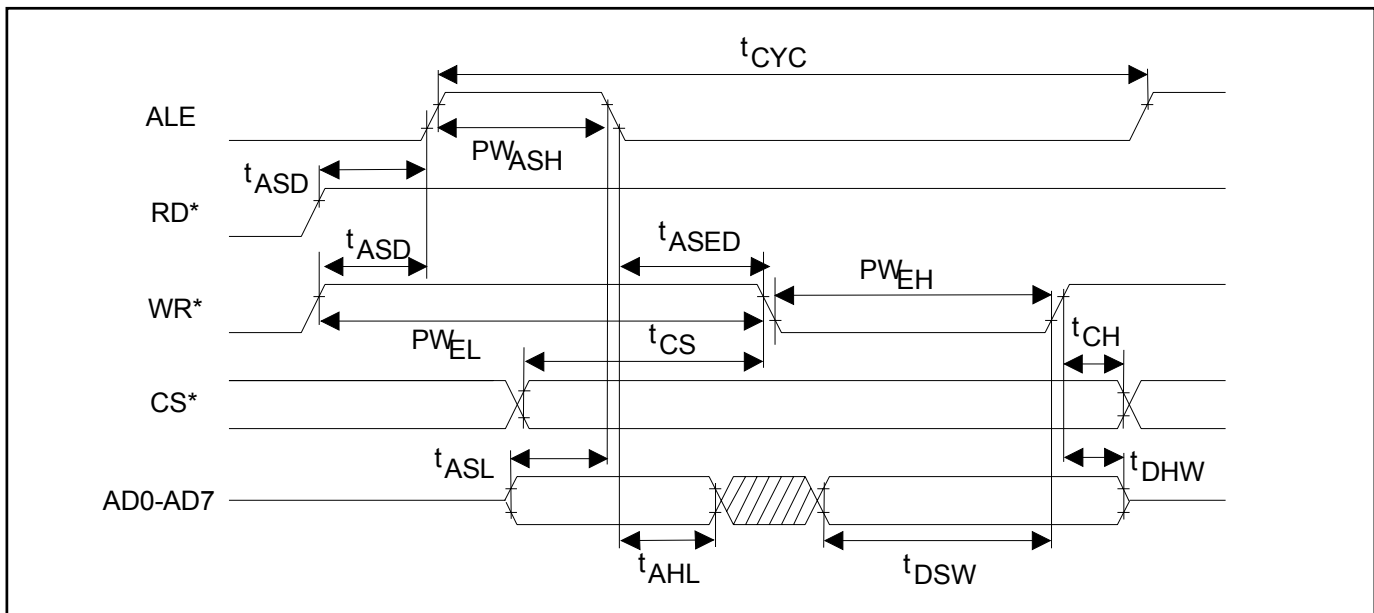 tCYC
ALE
PWASH
tASD
RD*
tASD
tASED
PWEH
WR*
PWEL
tCS
tCH
CS*
tASL
tDHW
AD0-AD7
tAHL
tDSW